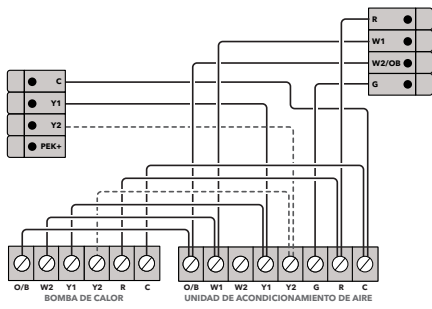 R
W1
W2/OB
G
C
Y1
Y2
PEK+
O/B W2 Y1 Y2 R C
BOMBA DE CALOR
O/B W1 W2 Y1 Y2 G R C
UNIDAD DE ACONDICIONAMIENTO DE AIRE